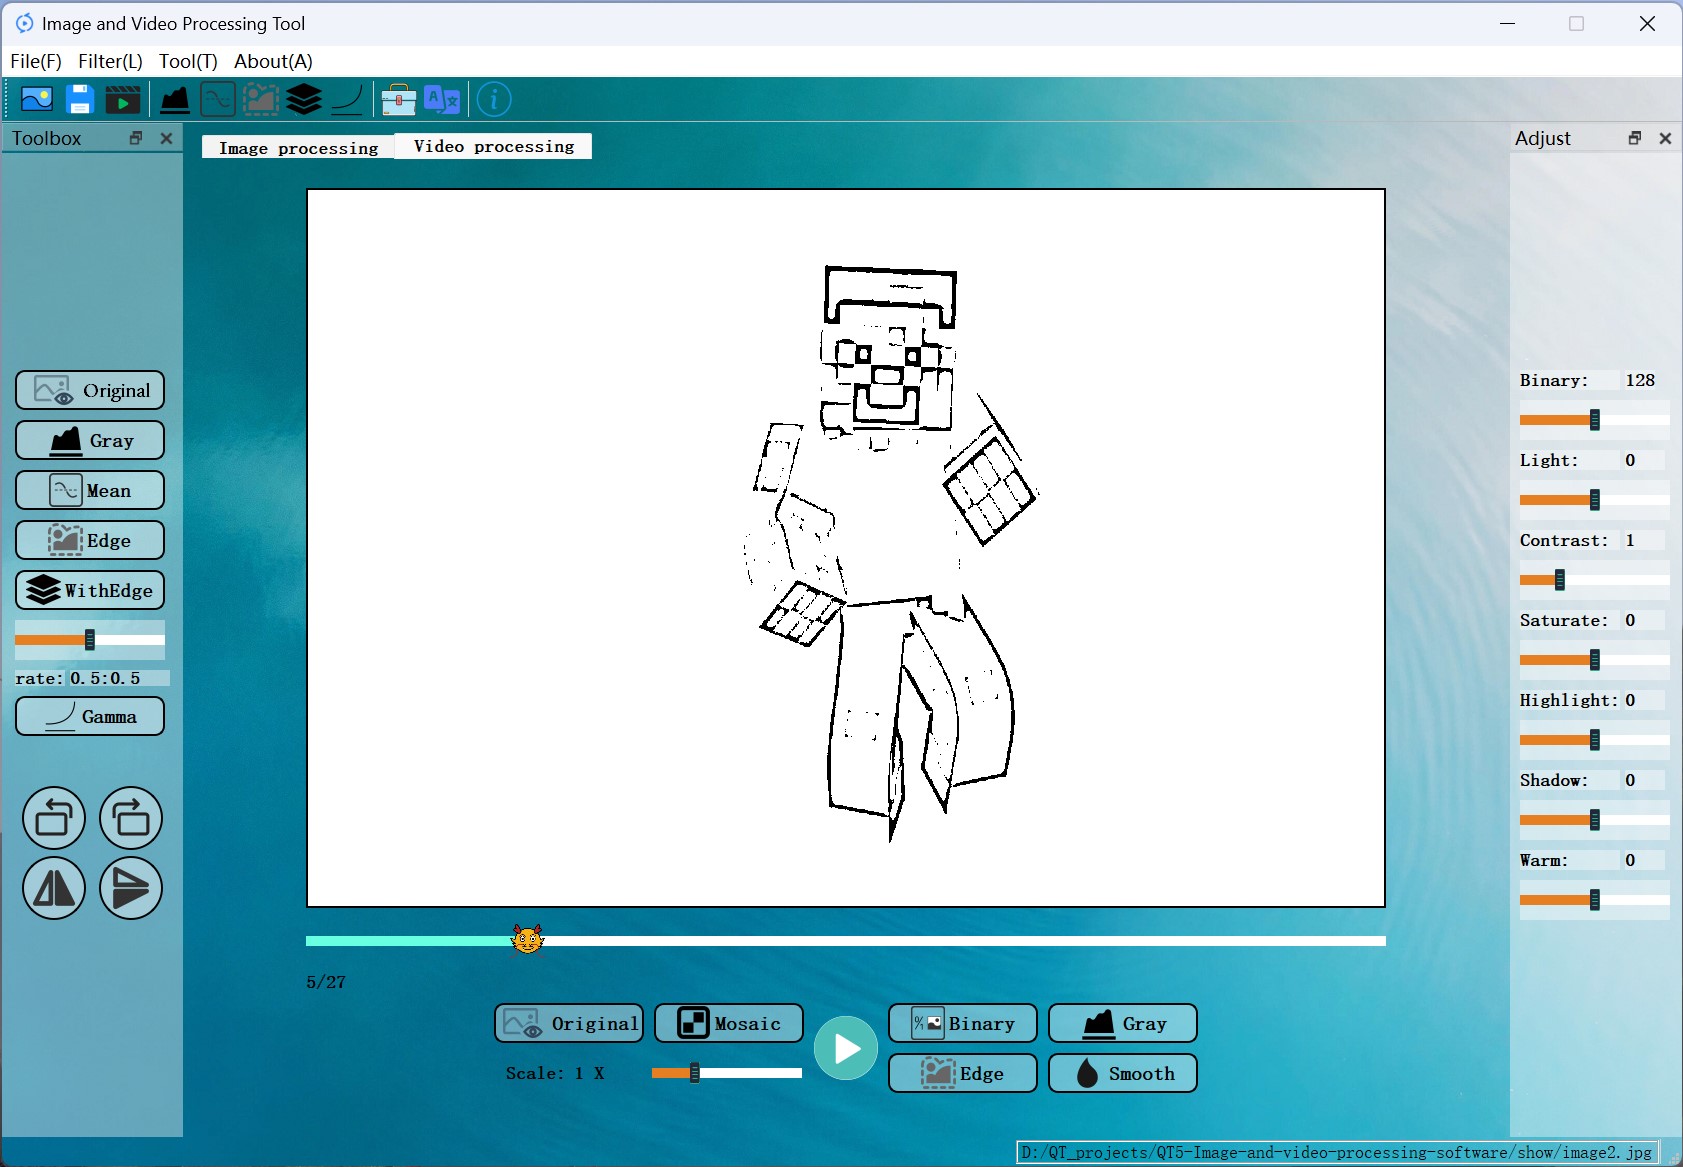 Image and Video Processing Tool
File(F) Filter(L) Tool(T) About(A)
Toolbox
Image processing
Video processing
Adjust
Original
Gray
Mean
Edge
WithEdge
rate: 0.5:0.5
Gamma
Binary: 128
Light: 0
Contrast: 1
Saturate: 0
Highlight: 0
Shadow: 0
Warm: 0
5/27
Original
Mosaic
Binary
Gray
Scale: 1 X
Edge
Smooth
D:/QT_projects/QT5-Image-and-video-processing-software/show/image2.jpg